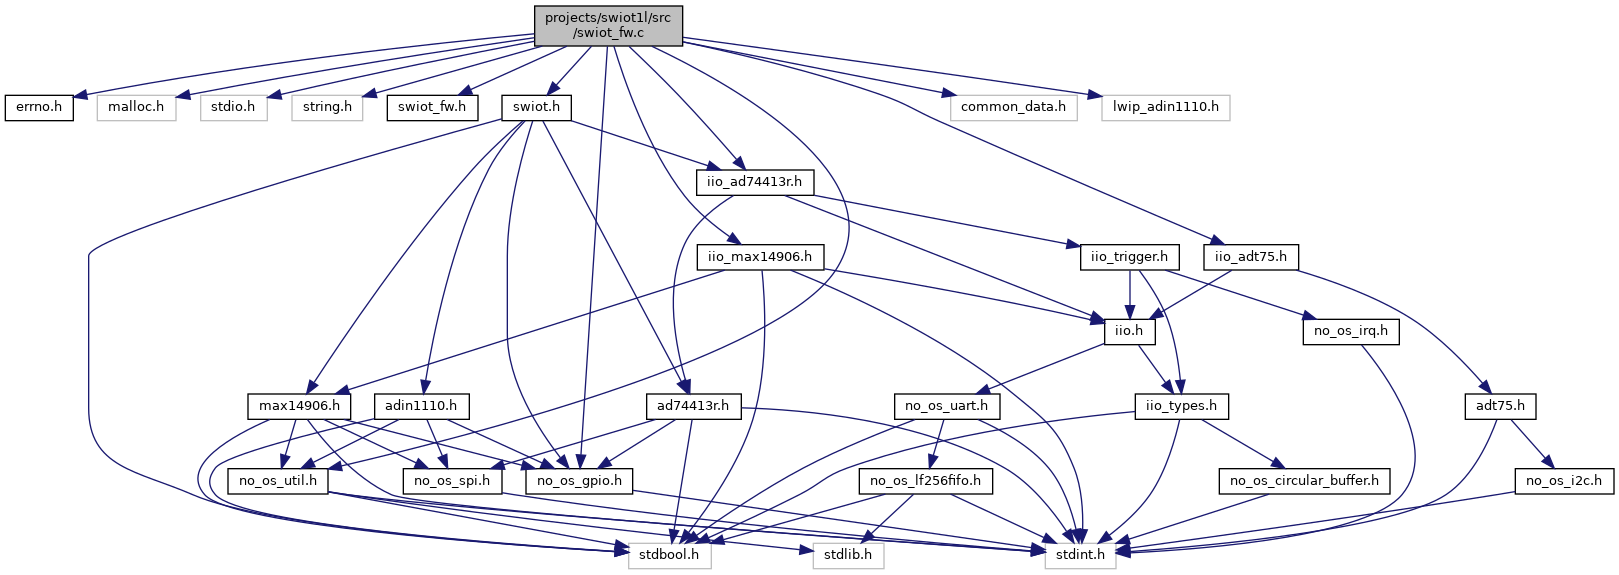 projects/swiot1l/src
/swiot_fw.c
errno.h
malloc.h
stdio.h
string.h
swiot_fw.h
swiot.h
common_data.h
lwip_adin1110.h
iio_ad74413r.h
iio_max14906.h
iio_trigger.h
iio_adt75.h
iio.h
no_os_irq.h
max14906.h
adin1110.h
ad74413r.h
no_os_uart.h
iio_types.h
adt75.h
no_os_util.h
no_os_spi.h
no_os_gpio.h
no_os_lf256fifo.h
no_os_circular_buffer.h
no_os_i2c.h
stdbool.h
stdlib.h
stdint.h